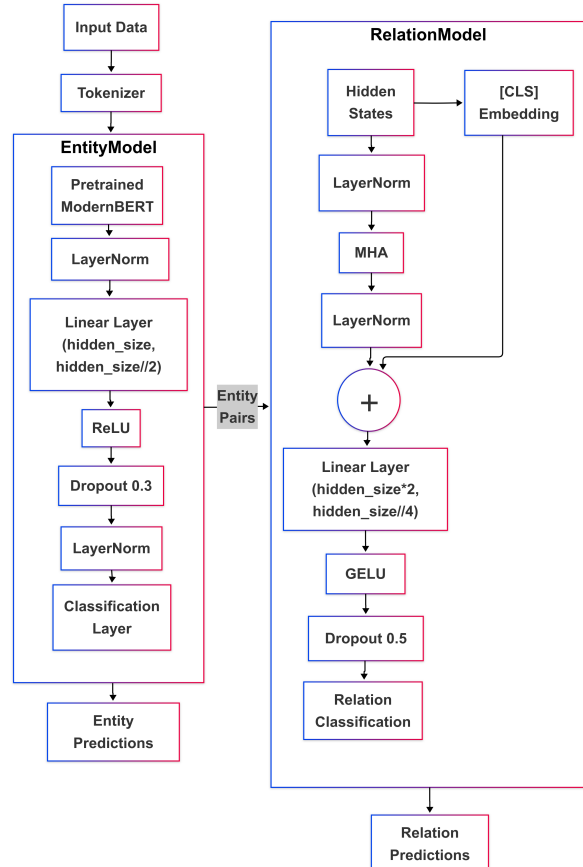 Input Data
Tokenizer
EntityModel
Pretrained
ModernBERT
LayerNorm
Linear Layer
(hidden_size,
hidden_size//2)
ReLU
Dropout 0.3
LayerNorm
Classification
Layer
Entity
Predictions
Entity
Pairs
RelationModel
Hidden
States
[CLS]
Embedding
LayerNorm
MHA
LayerNorm
+
Linear Layer
(hidden_size*2,
hidden_size//4)
GELU
Dropout 0.5
Relation
Classification
Relation
Predictions